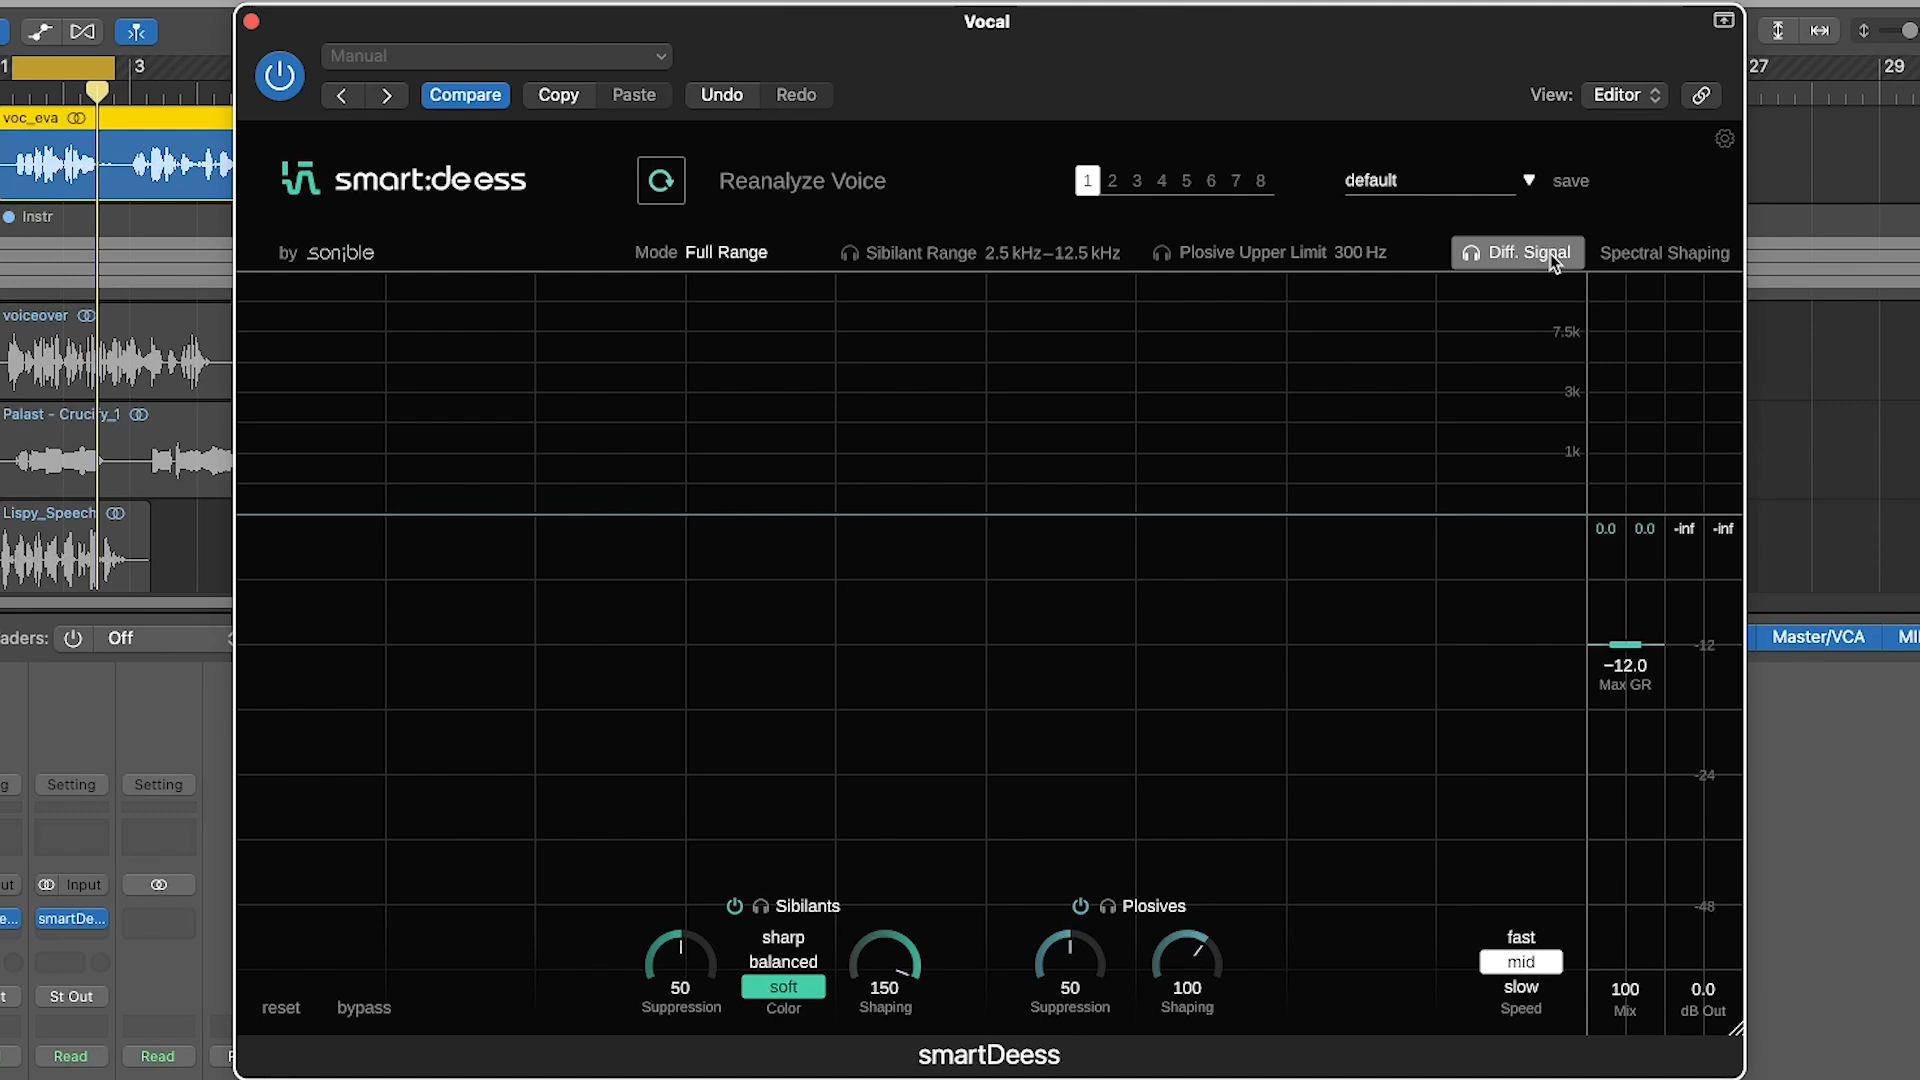 Vocal
Manual
Compare Copy Paste Undo Redo
View: Editor
1 3 27 29
voc_eva
Instr
voiceover
Palast - Crucify_1
Lispy_Speech
aders: Off
Master/VCA
Setting Setting
Input
smartDe...
St Out
Read Read
smart:deess
Reanalyze Voice
1 2 3 4 5 6 7 8
default save
by sonible
Mode Full Range
Sibilant Range 2.5 kHz–12.5 kHz
Plosive Upper Limit 300 Hz
Diff. Signal
Spectral Shaping
7.5k
3k
1k
0.0 0.0 -inf -inf
-12
−12.0
Max GR
-24
-48
Sibilants
sharp
balanced
soft
Color
50
Suppression
150
Shaping
Plosives
50
Suppression
100
Shaping
fast
mid
slow
Speed
100
Mix
0.0
dB Out
reset bypass
smartDeess